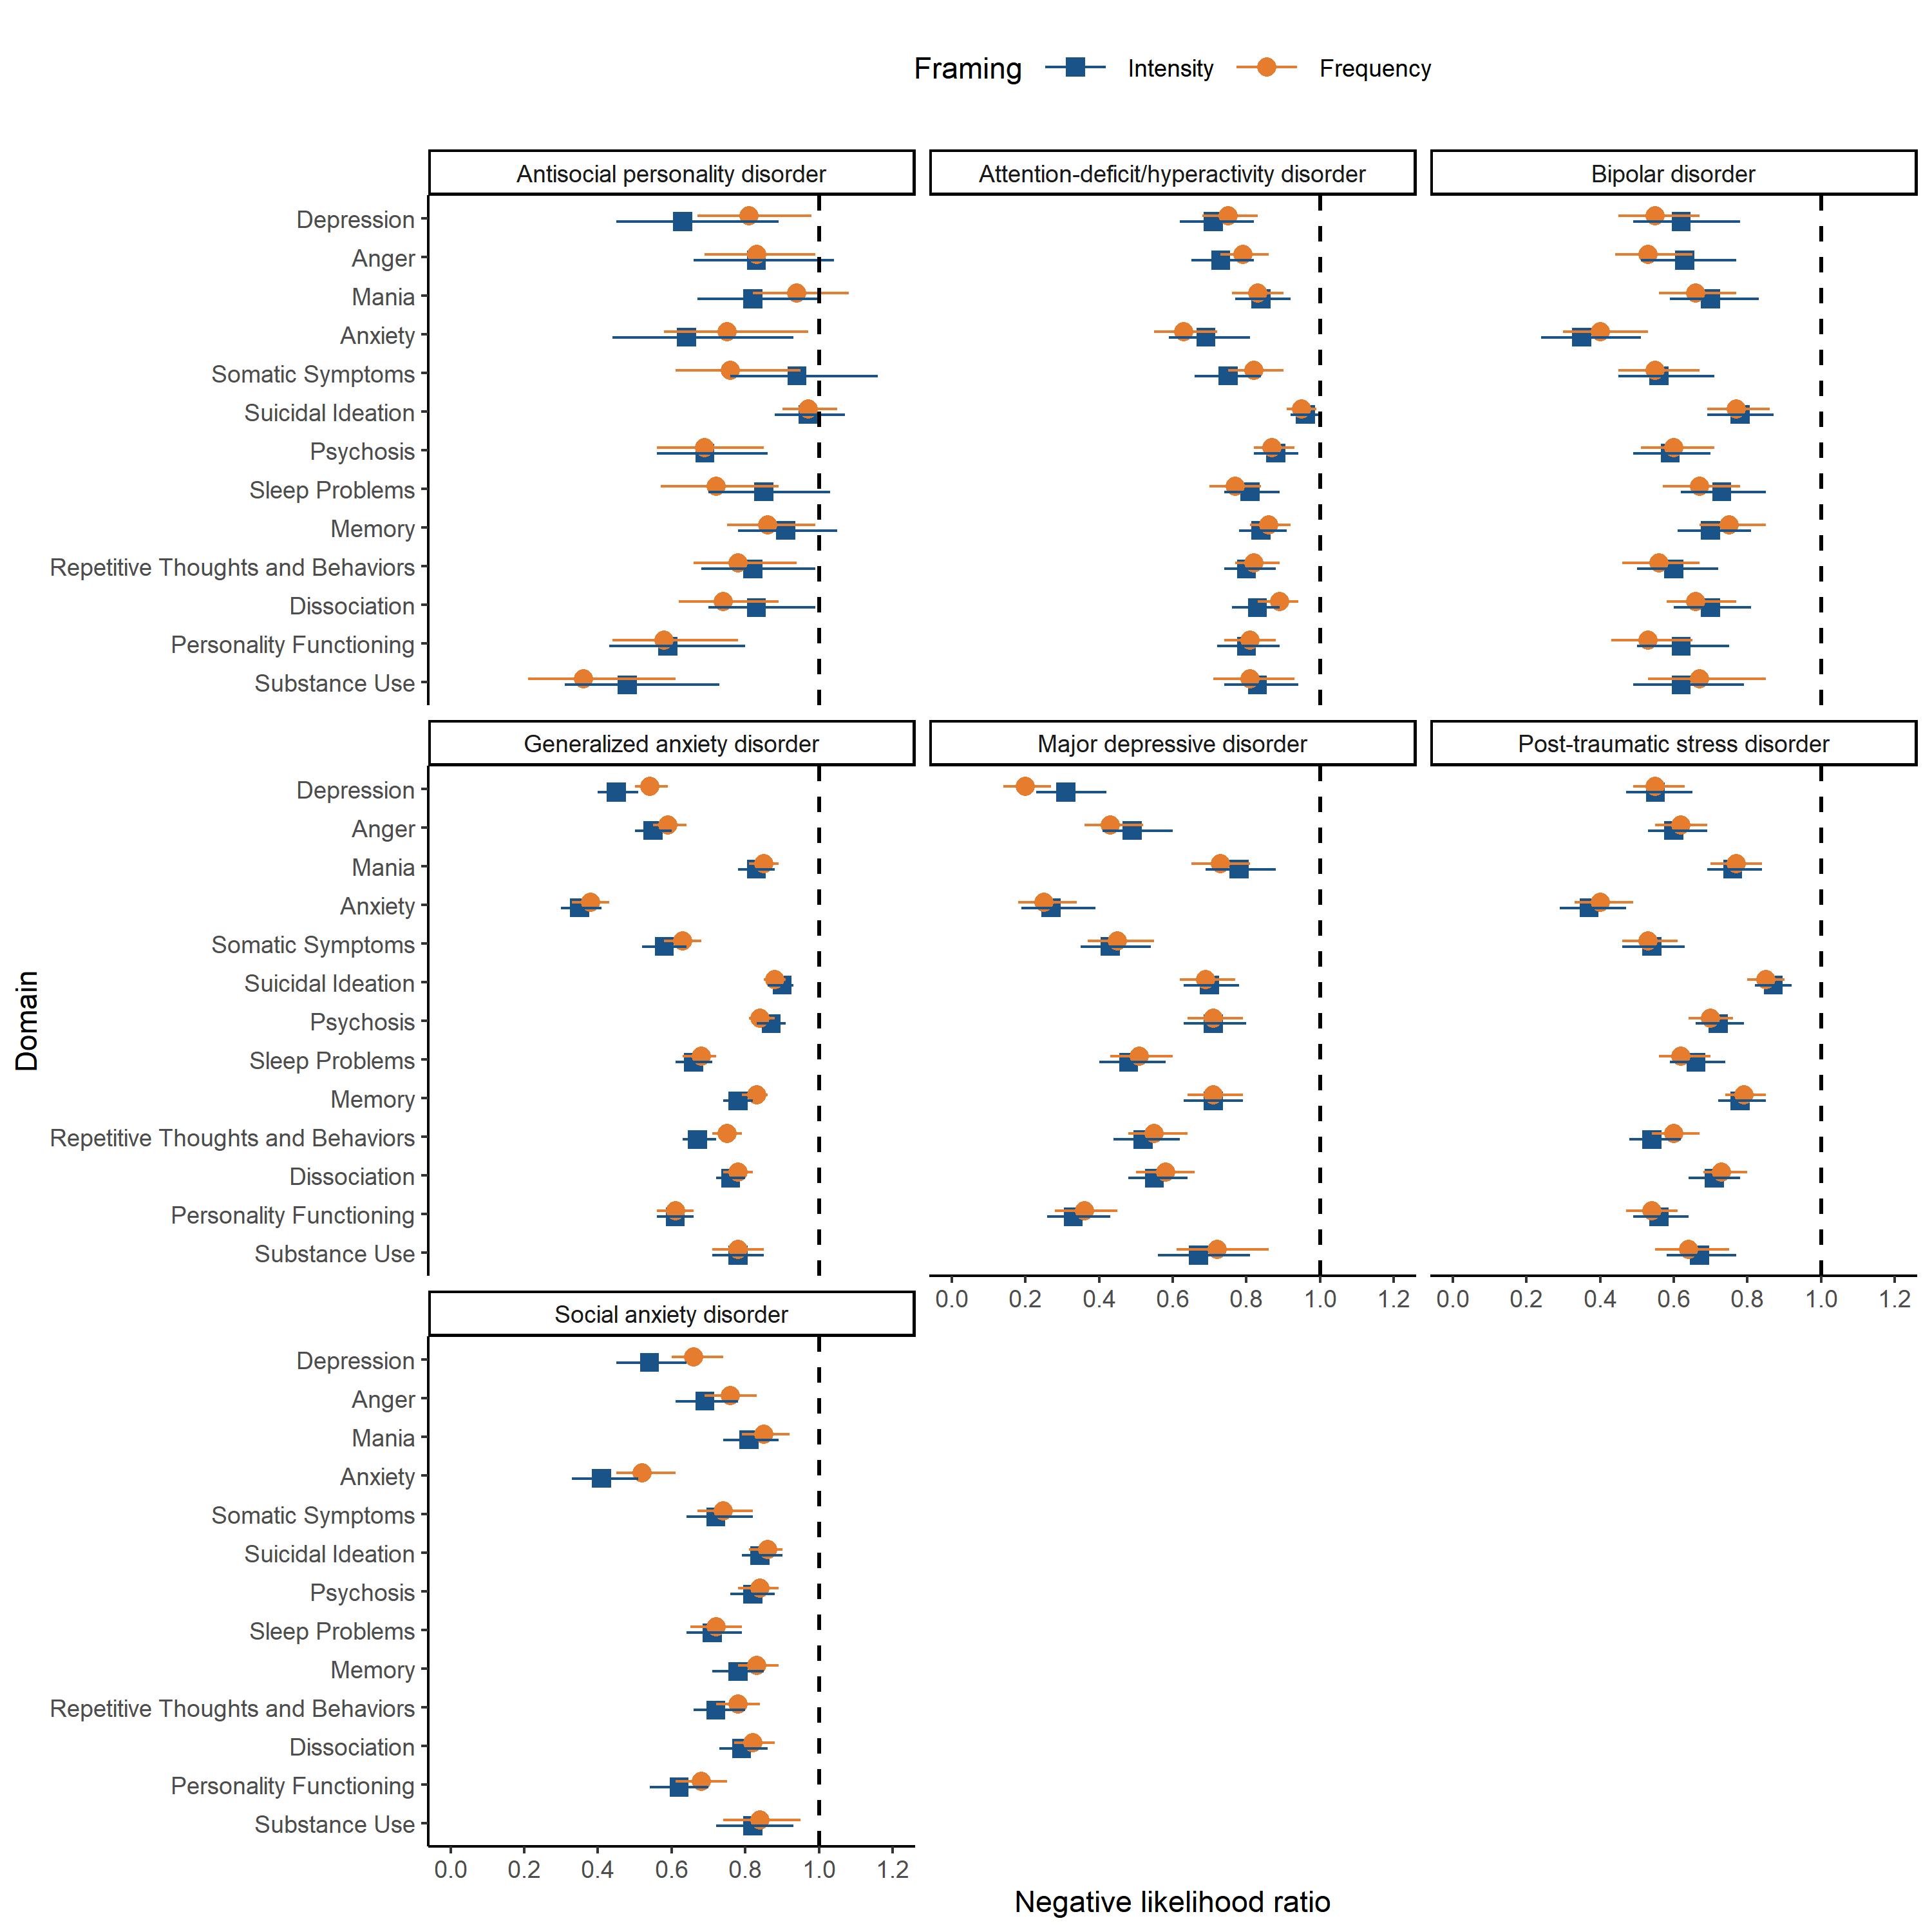 Framing Intensity Frequency
Antisocial personality disorder
Attention-deficit/hyperactivity disorder
Bipolar disorder
Depression
Anger
Mania
Anxiety
Somatic Symptoms
Suicidal Ideation
Psychosis
Sleep Problems
Memory
Repetitive Thoughts and Behaviors
Dissociation
Personality Functioning
Substance Use
Generalized anxiety disorder
Major depressive disorder
Post-traumatic stress disorder
Depression
Anger
Mania
Anxiety
Somatic Symptoms
Suicidal Ideation
Psychosis
Sleep Problems
Memory
Repetitive Thoughts and Behaviors
Dissociation
Personality Functioning
Substance Use
0.0 0.2 0.4 0.6 0.8 1.0 1.2
0.0 0.2 0.4 0.6 0.8 1.0 1.2
Social anxiety disorder
Depression
Anger
Mania
Anxiety
Somatic Symptoms
Suicidal Ideation
Psychosis
Sleep Problems
Memory
Repetitive Thoughts and Behaviors
Dissociation
Personality Functioning
Substance Use
0.0 0.2 0.4 0.6 0.8 1.0 1.2
Domain
Negative likelihood ratio